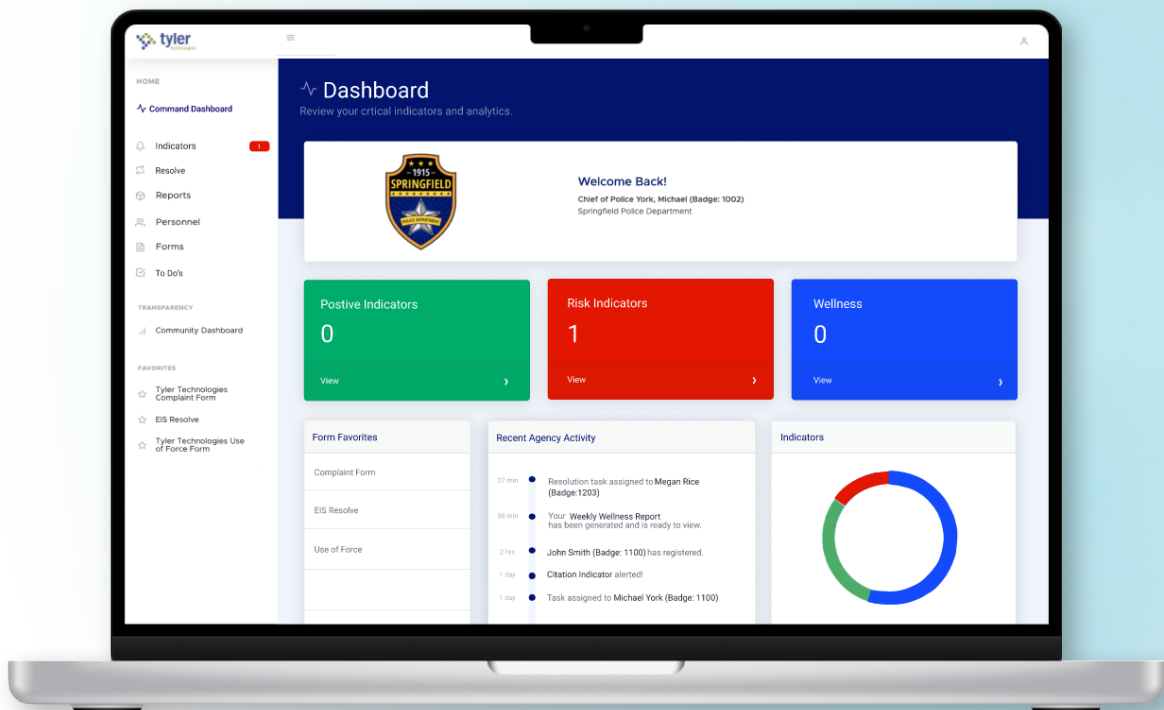 tyler
technologies
HOME
Command Dashboard
Indicators
1
Resolve
Reports
Personnel
Forms
To Do's
TRANSPARENCY
Community Dashboard
FAVORITES
Tyler Technologies
Complaint Form
EIS Resolve
Tyler Technologies Use
of Force Form
Dashboard
Review your crtical indicators and analytics.
-1915-
SPRINGFIELD
POLICE DEPARTMENT
Welcome Back!
Chief of Police York, Michael (Badge: 1002)
Springfield Police Department
Postive Indicators
0
View
Risk Indicators
1
View
Wellness
0
View
Form Favorites
Complaint Form
EIS Resolve
Use of Force
Recent Agency Activity
27 min
Resolution task assigned to Megan Rice
(Badge:1203)
58 min
Your Weekly Wellness Report
has been generated and is ready to view.
2 hrs
John Smith (Badge: 1100) has registered.
1 day
Citation Indicator alerted!
1 day
Task assigned to Michael York (Badge: 1100)
Indicators